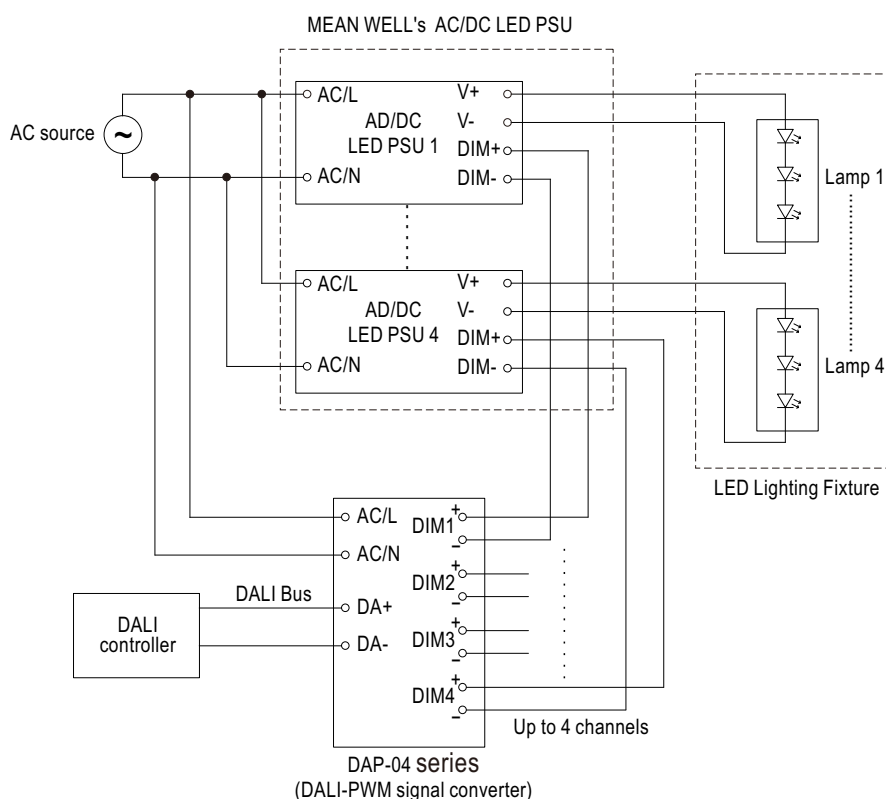 MEAN WELL's AC/DC LED PSU
AC source
~
AC/L
AD/DC
LED PSU 1
AC/N
V+
V-
DIM+
DIM-
AC/L
AD/DC
LED PSU 4
AC/N
V+
V-
DIM+
DIM-
Lamp 1
Lamp 4
LED Lighting Fixture
DALI
controller
DALI Bus
AC/L
AC/N
DA+
DA-
+
DIM1
–
+
DIM2
–
+
DIM3
–
+
DIM4
–
Up to 4 channels
DAP-04 series
(DALI-PWM signal converter)